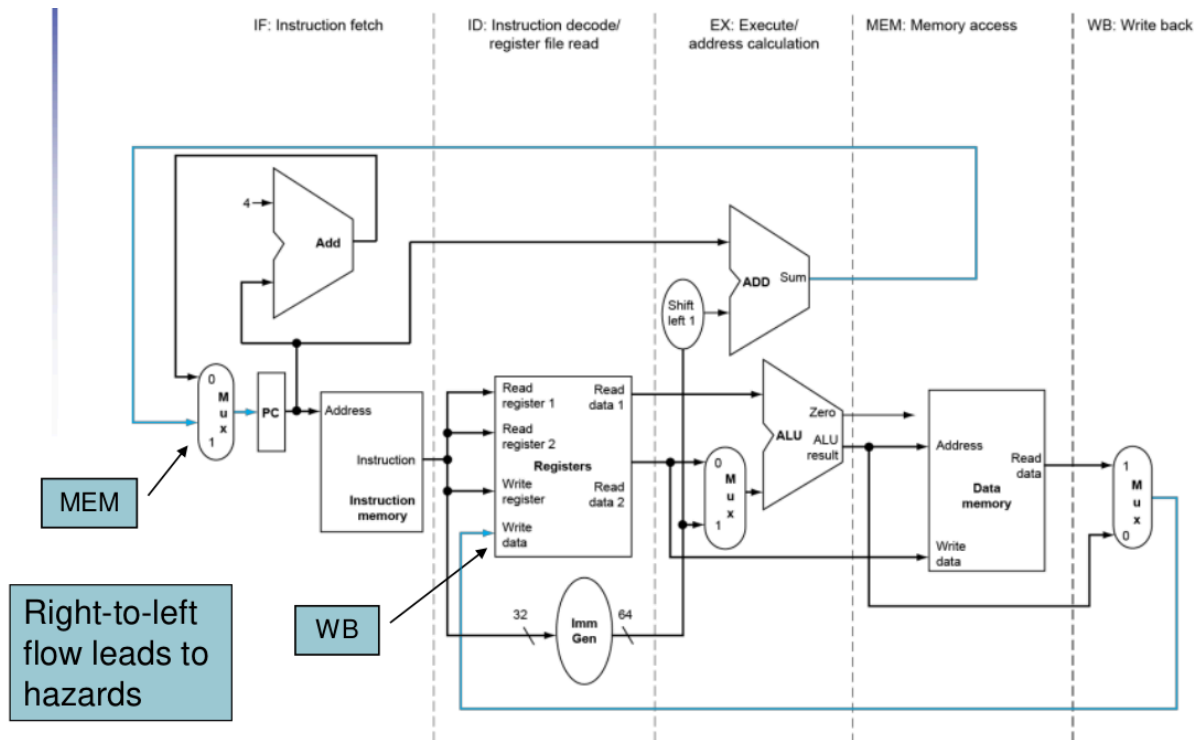 IF: Instruction fetch
ID: Instruction decode/
register file read
EX: Execute/
address calculation
MEM: Memory access
WB: Write back
4
Add
ADD
Sum
Shift
left 1
0
M
u
x
1
PC
Address
Instruction
Instruction
memory
Read
register 1
Read
register 2
Write
register
Write
data
Registers
Read
data 1
Read
data 2
0
M
u
x
1
Zero
ALU
ALU
result
Address
Read
data
Data
memory
Write
data
1
M
u
x
0
MEM
WB
32
Imm
Gen
64
Right-to-left
flow leads to
hazards